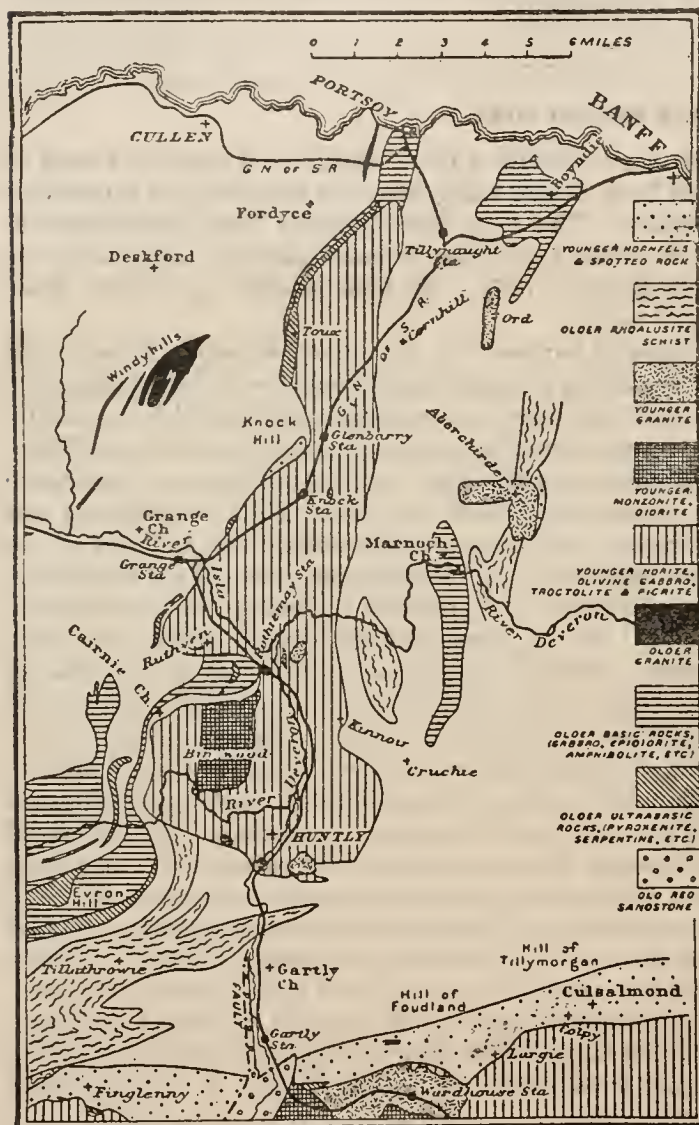 0 1 2 3 4 5 6 MILES
PORTSOY
BANFF
CULLEN
G N OF S R
Boyndie
Fordyce
Tillynaught Sta
YOUNGER HORNFELS & SPOTTED ROCK
Deskford
G N OF S. R.
Cornhill
Ord
Toux
OLDER ANDALUSITE SCHIST
Windyhills
Knock Hill
Glenbarry Sta
Aberchirder
YOUNGER GRANITE
Knock Sta
YOUNGER MONZONITE, DIORITE
Grange Ch
River
Isla
Grange Sta
Marnoch Ch.
YOUNGER NORITE, OLIVINE GABBRO, TROCTOLITE & PICRITE
Rothiemay Sta
River Deveron
Ruthven
Cairnie Ch.
OLDER GRANITE
Kinnoir
Bin wood
River Deveron
Cruchie
OLDER BASIC ROCKS, (GABBRO, EPIDIORITE, AMPHIBOLITE, ETC)
HUNTLY
OLDER ULTRABASIC ROCKS, (PYROXENITE, SERPENTINE, ETC.)
Evron Hill
OLD RED SANDSTONE
Tillathrowie
Gartly Ch
Hill of Tillymorgan
Hill of Foudland
Culsalmond
FAULT
Colpy
Gartly Stn
Largie
Finglenny
Wardhouse Sta